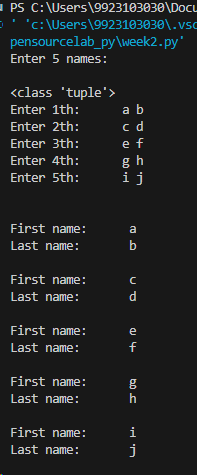 PS C:\Users\9923103030\Docu
' 'c:\Users\9923103030\.vsc
pensourcelab_py\week2.py'
Enter 5 names:
<class 'tuple'>
Enter 1th: a b
Enter 2th: c d
Enter 3th: e f
Enter 4th: g h
Enter 5th: i j
First name: a
Last name: b
First name: c
Last name: d
First name: e
Last name: f
First name: g
Last name: h
First name: i
Last name: j